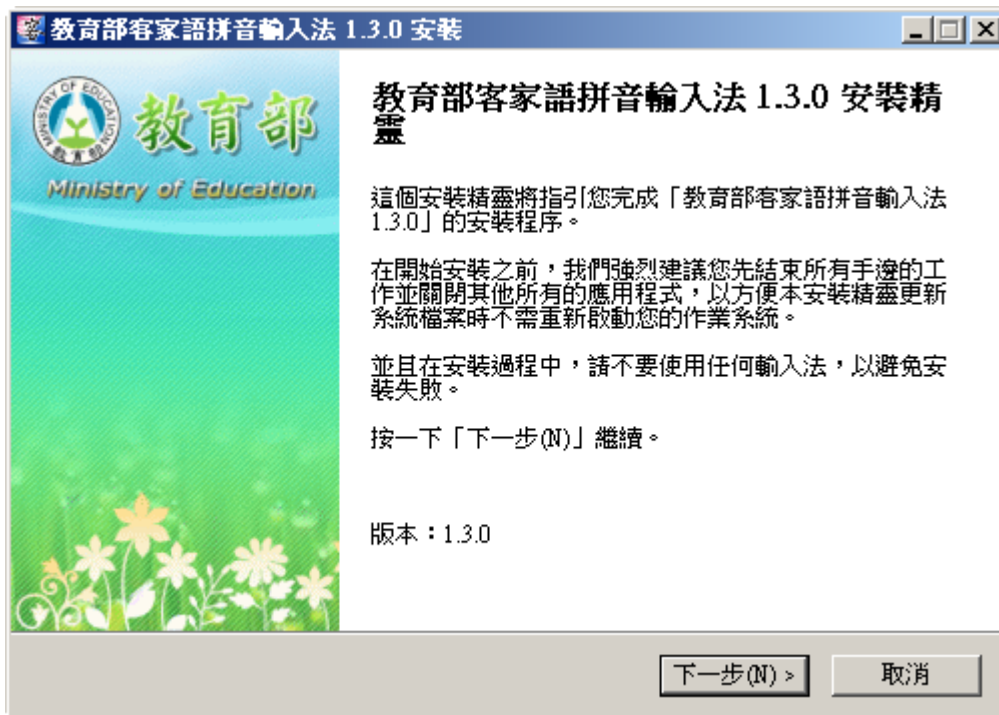 教育部客家語拼音輸入法 1.3.0 安裝
MINISTRY OF EDUCATION
教育部
教育部
Ministry of Education
教育部客家語拼音輸入法 1.3.0 安裝精
靈
這個安裝精靈將指引您完成「教育部客家語拼音輸入法
1.3.0」的安裝程序。
在開始安裝之前，我們強烈建議您先結束所有手邊的工
作並關閉其他所有的應用程式，以方便本安裝精靈更新
系統檔案時不需重新啟動您的作業系統。
並且在安裝過程中，請不要使用任何輸入法，以避免安
裝失敗。
按一下「下一步(N)」繼續。
版本：1.3.0
下一步(N) >
取消